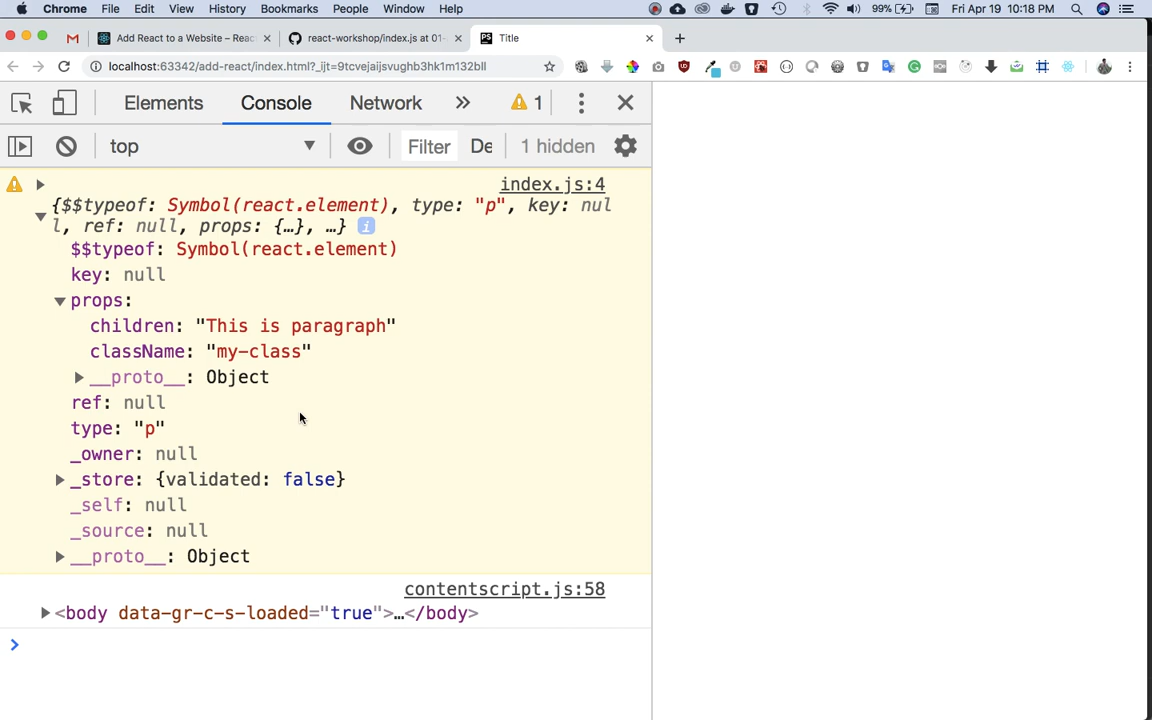 Chrome File Edit View History Bookmarks People Window Help 99% Fri Apr 19 10:18 PM
Add React to a Website – Reac react-workshop/index.js at 01- Title
localhost:63342/add-react/index.html?_ijt=9tcvejaijsvughb3hk1m132bll
Elements Console Network » 1
top Filter De 1 hidden
index.js:4
{$$typeof: Symbol(react.element), type: "p", key: nul
l, ref: null, props: {…}, …}
$$typeof: Symbol(react.element)
key: null
props:
children: "This is paragraph"
className: "my-class"
__proto__: Object
ref: null
type: "p"
_owner: null
_store: {validated: false}
_self: null
_source: null
__proto__: Object
contentscript.js:58
<body data-gr-c-s-loaded="true">…</body>